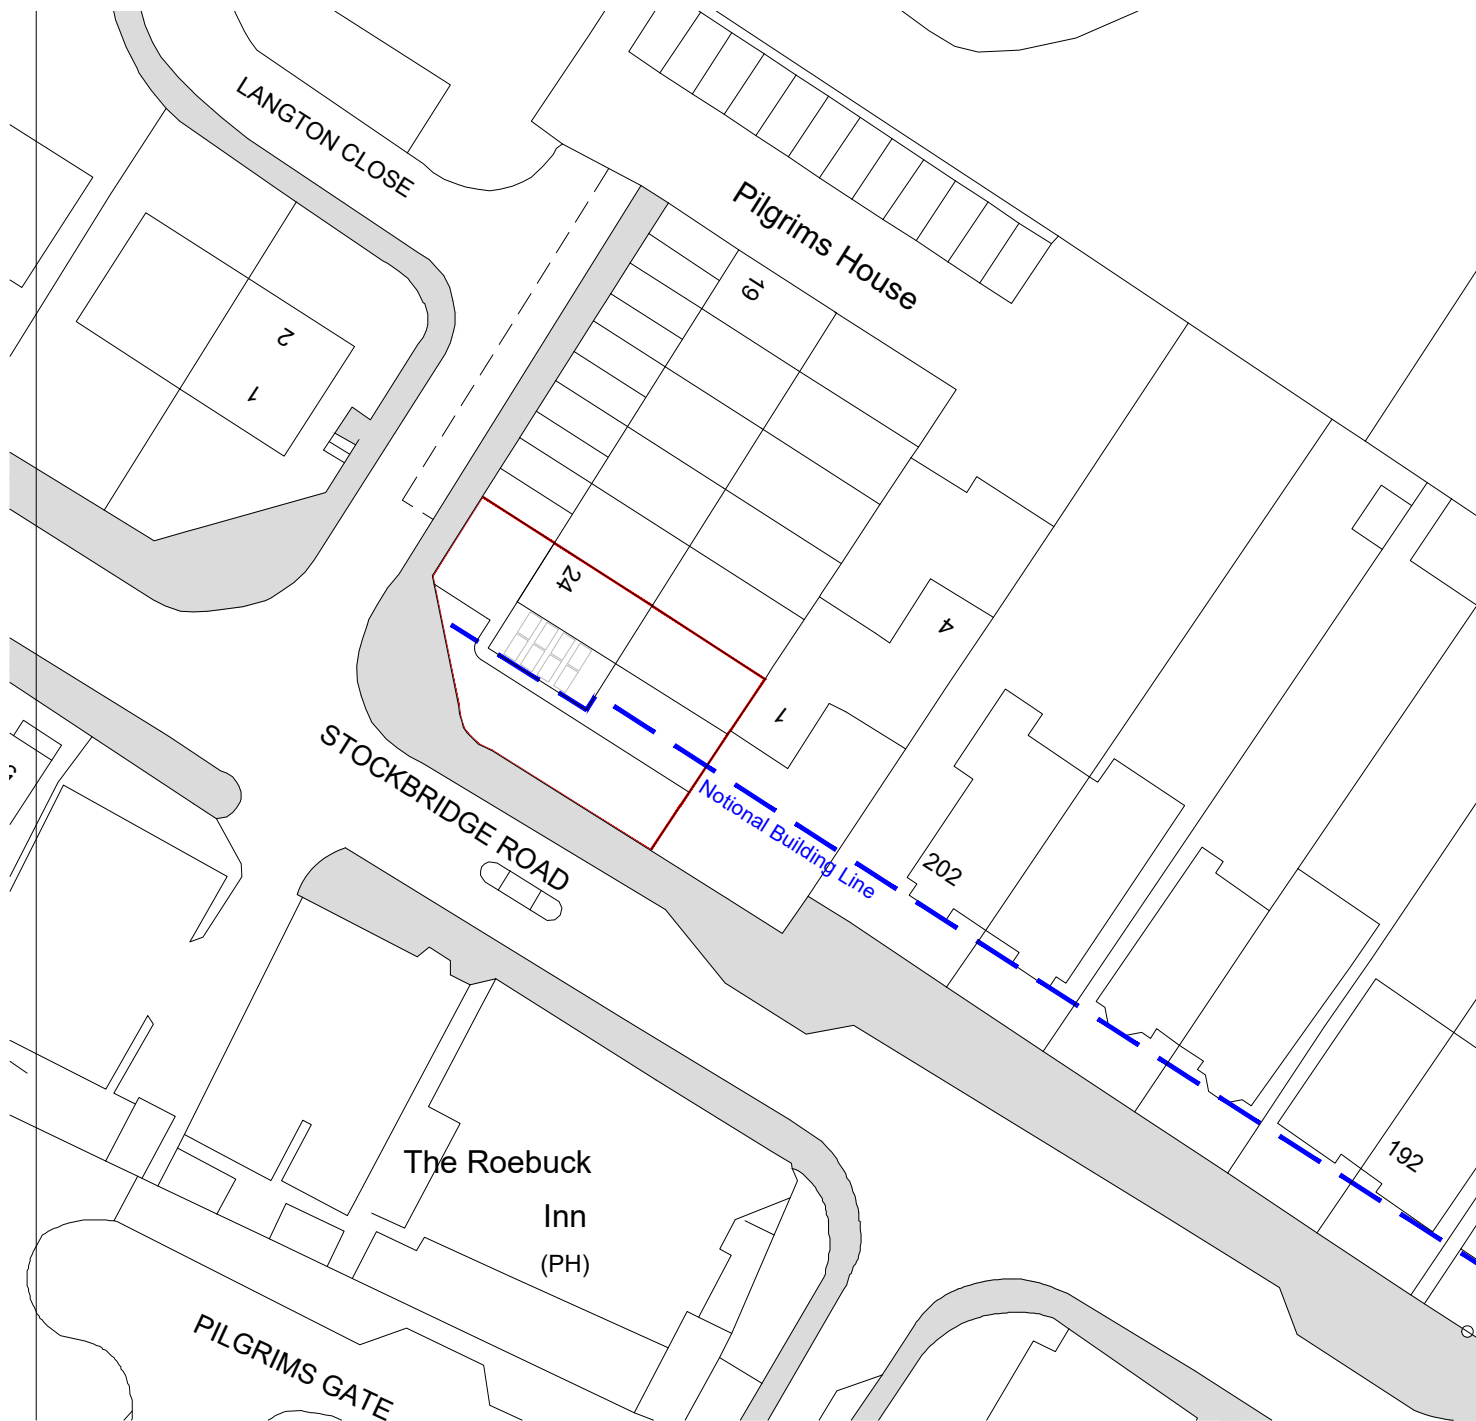 LANGTON CLOSE
Pilgrims House
19
2
1
24
4
1
STOCKBRIDGE ROAD
Notional Building Line
202
192
The Roebuck
Inn
(PH)
PILGRIMS GATE